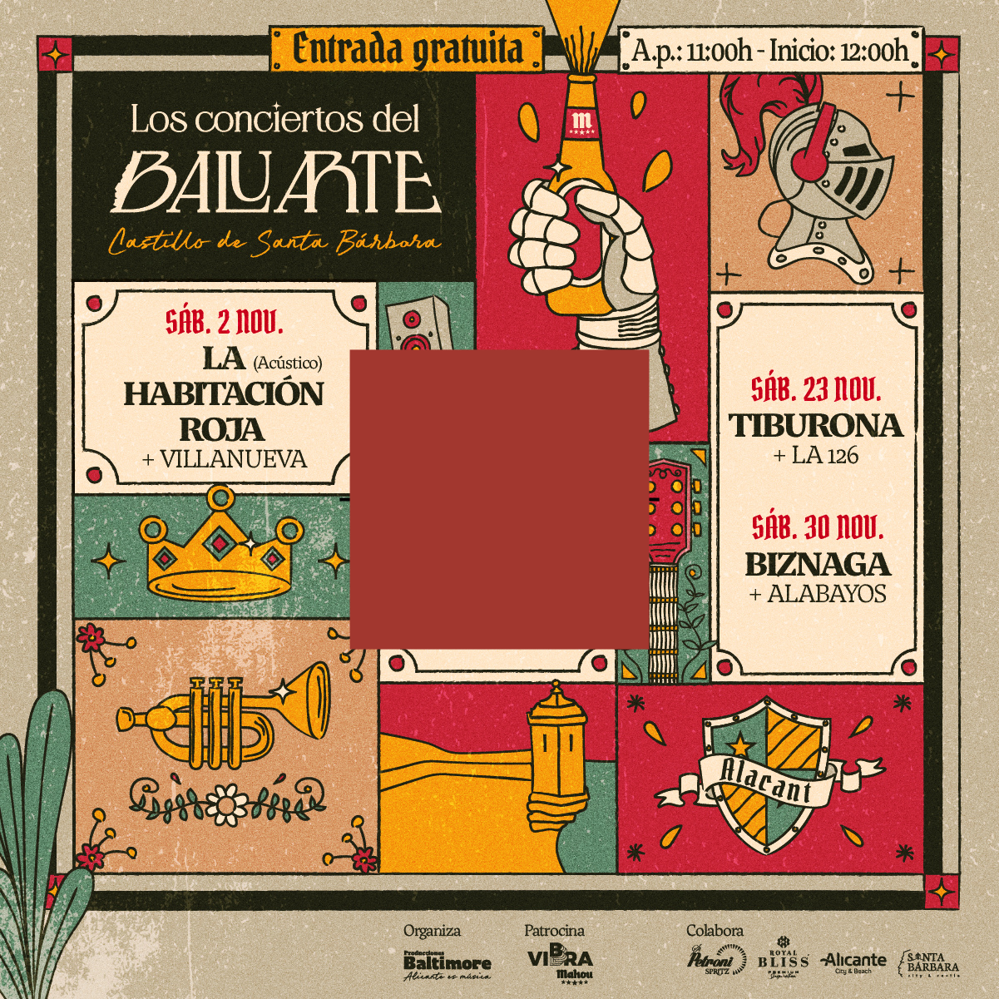 Entrada gratuita
A.p.: 11:00h - Inicio: 12:00h
Los conciertos del
BALUARTE
Castillo de Santa Bárbara
m
SÁB. 2 NOV.
LA (Acústico)
HABITACIÓN
ROJA
+ VILLANUEVA
SÁB. 23 NOV.
TIBURONA
+ LA 126
SÁB. 30 NOV.
BIZNAGA
+ ALABAYOS
Alacant
Organiza
Producciones
Baltimore
Alicante es música
Patrocina
VIBRA
Mahou
Colabora
Petroni
SPRITZ
ROYAL
BLISS
PREMIUM
Alicante
City & Beach
SANTA
BÁRBARA
city & castle